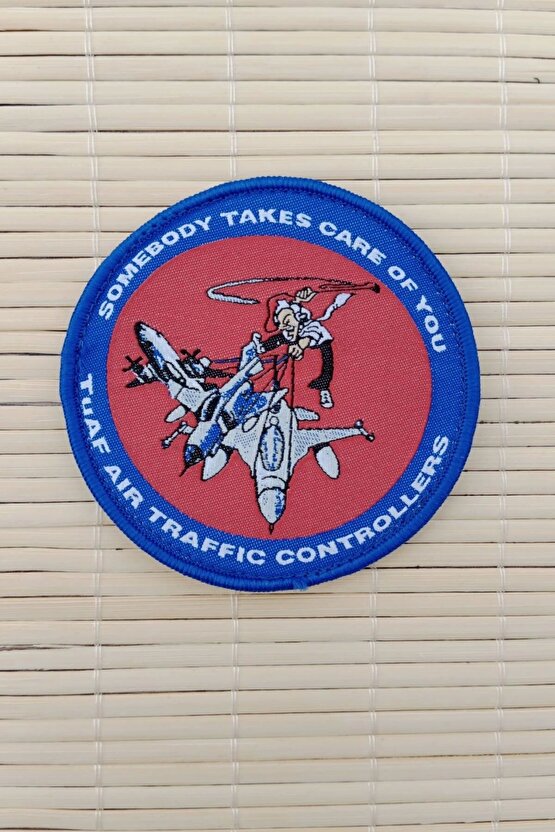 SOMEBODY TAKES CARE OF YOU
TuAF AIR TRAFFIC CONTROLLERS